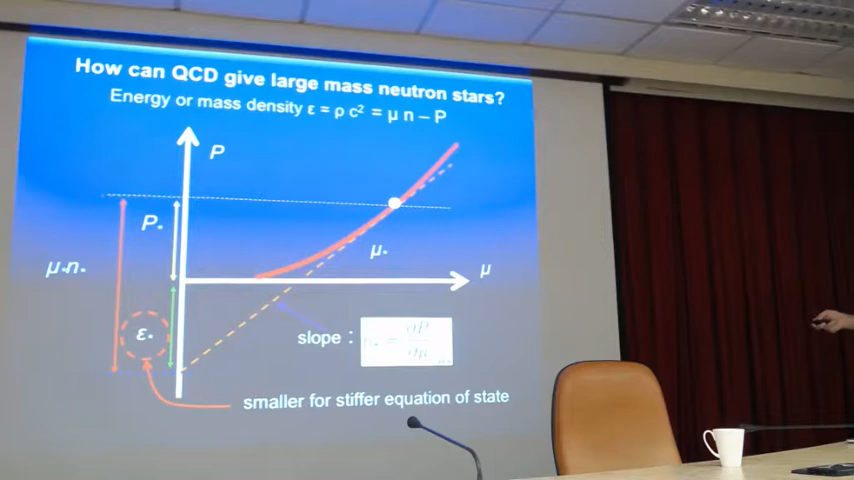 How can QCD give large mass neutron stars?
Energy or mass density ε = ρ c² = μ n – P
P
P*
μ*
μ
μ*n*
ε*
slope :
n* = ∂P / ∂μ
smaller for stiffer equation of state